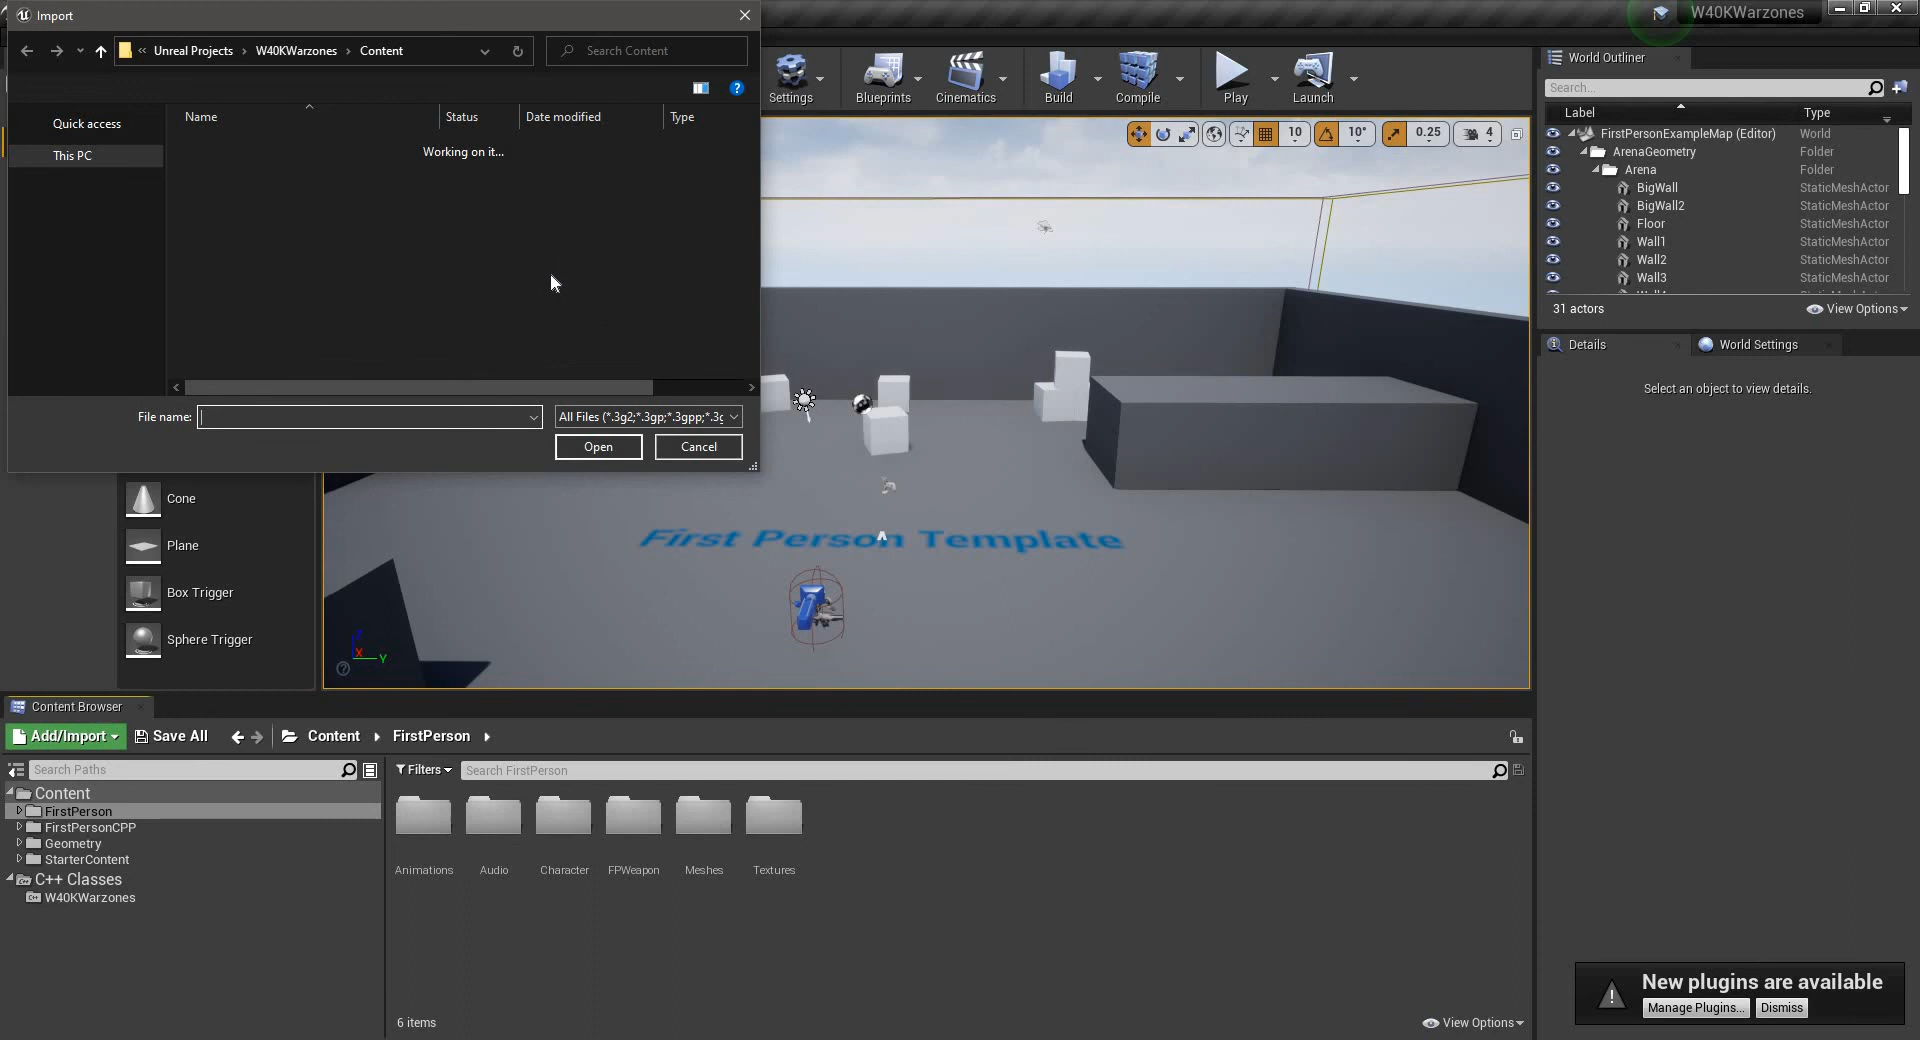 Import
W40KWarzones
Unreal Projects
W40KWarzones
Content
Search Content
Quick access
This PC
Name
Status
Date modified
Type
Working on it...
File name:
All Files (*.3g2;*.3gp;*.3gpp;*.3g
Open
Cancel
Settings
Blueprints
Cinematics
Build
Compile
Play
Launch
10
10°
0.25
4
World Outliner
Search...
Label
Type
FirstPersonExampleMap (Editor)
World
ArenaGeometry
Folder
Arena
Folder
BigWall
StaticMeshActor
BigWall2
StaticMeshActor
Floor
StaticMeshActor
Wall1
StaticMeshActor
Wall2
StaticMeshActor
Wall3
StaticMeshActor
31 actors
View Options
Details
World Settings
Select an object to view details.
Cone
Plane
Box Trigger
Sphere Trigger
First Person Template
Z
X
Y
Content Browser
Add/Import
Save All
Content
FirstPerson
Search Paths
Filters
Search FirstPerson
Content
FirstPerson
FirstPersonCPP
Geometry
StarterContent
C++ Classes
W40KWarzones
Animations
Audio
Character
FPWeapon
Meshes
Textures
6 items
View Options
New plugins are available
Manage Plugins...
Dismiss